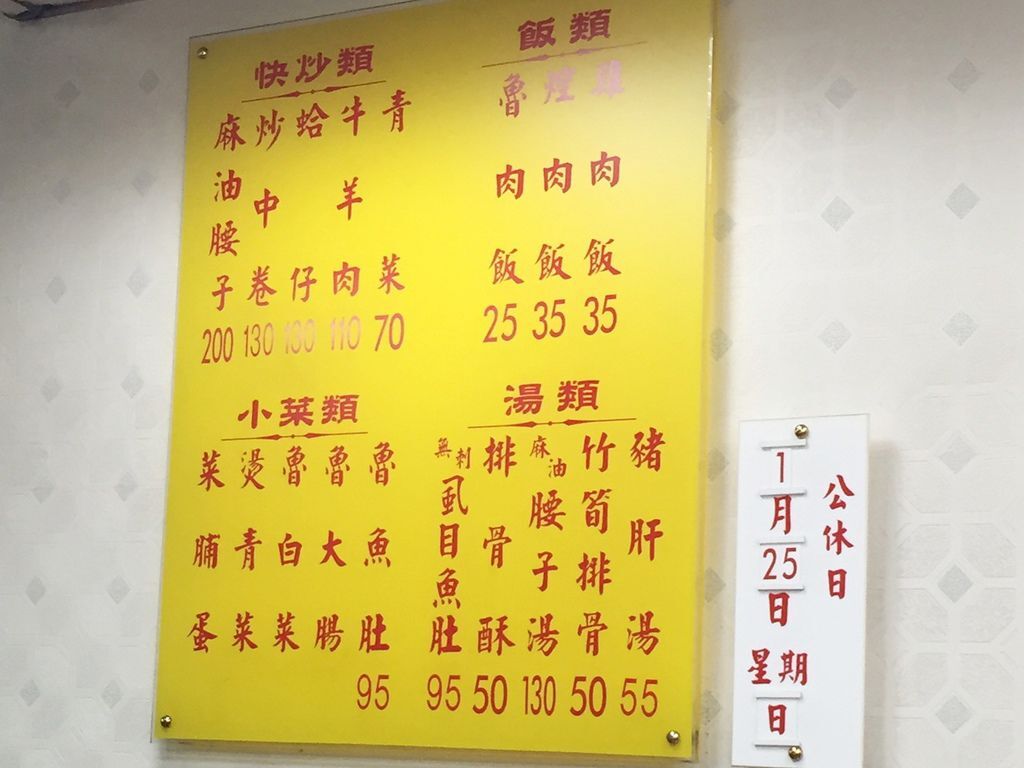 飯類
雞肉飯 35
焢肉飯 35
魯肉飯 25
快炒類
青菜 70
牛羊肉 110
蛤仔 130
炒中卷 130
麻油腰子 200
湯類
豬肝湯 55
竹筍排骨 50
麻油腰子湯 130
排骨酥 50
無刺虱目魚肚 95
小菜類
魯魚肚 95
魯大腸
魯白菜
燙青菜
菜脯蛋
公休日
1月25日
星期日